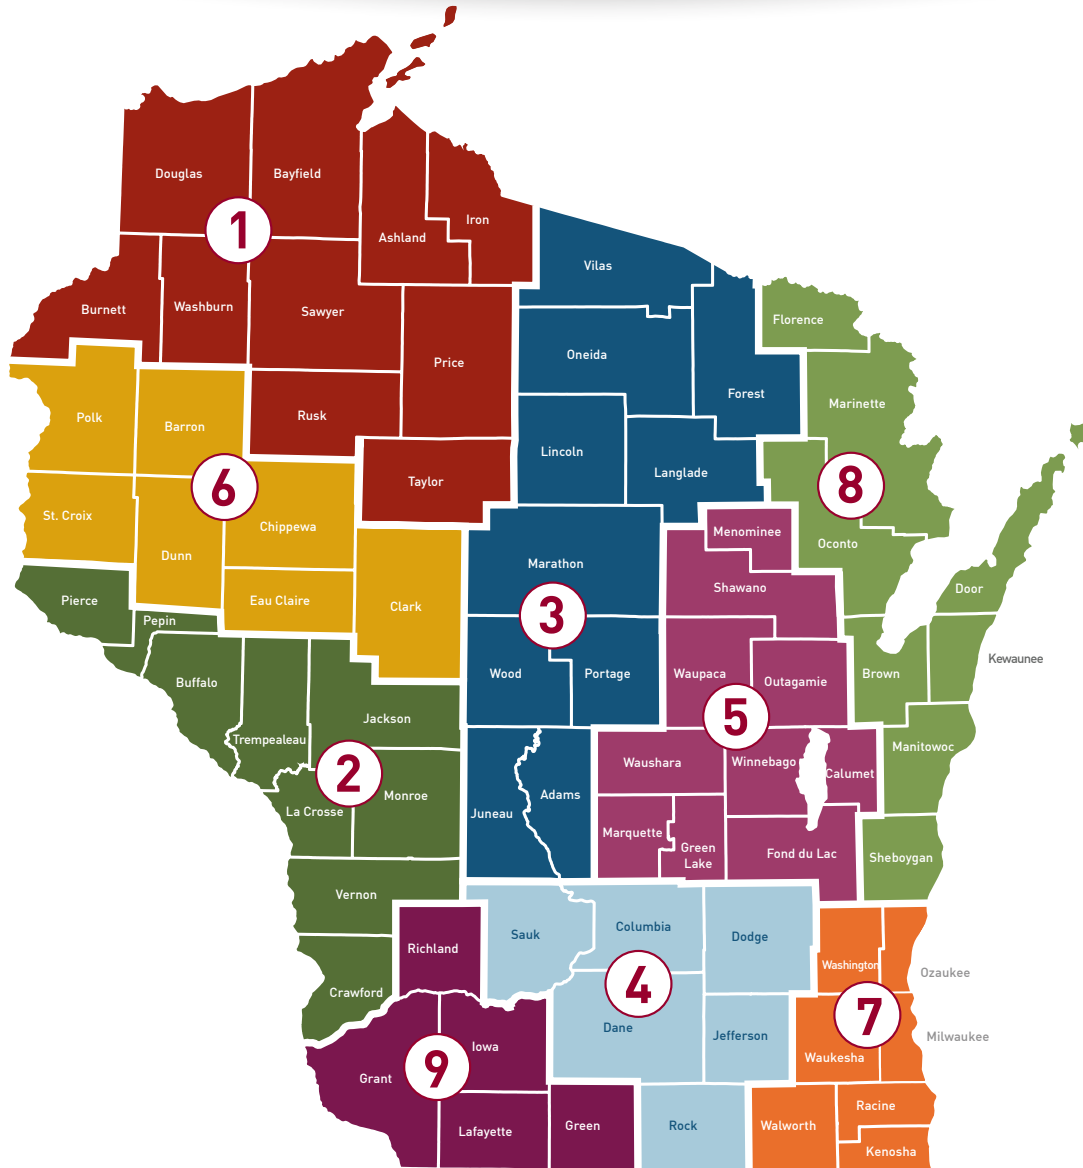 Douglas
Bayfield
1
Iron
Ashland
Vilas
Burnett
Washburn
Sawyer
Florence
Oneida
Price
Forest
Marinette
Polk
Barron
Rusk
Lincoln
Langlade
Taylor
6
8
St. Croix
Chippewa
Menominee
Oconto
Dunn
Marathon
Shawano
Door
Pierce
Eau Claire
Clark
3
Pepin
Kewaunee
Buffalo
Wood
Portage
Waupaca
Outagamie
Brown
Jackson
5
Trempealeau
Manitowoc
2
Waushara
Winnebago
Calumet
Monroe
Adams
La Crosse
Juneau
Marquette
Green
Lake
Fond du Lac
Sheboygan
Vernon
Columbia
Sauk
Dodge
Richland
Washington
Ozaukee
4
Crawford
7
Dane
Jefferson
Milwaukee
Iowa
Waukesha
9
Grant
Racine
Lafayette
Green
Rock
Walworth
Kenosha